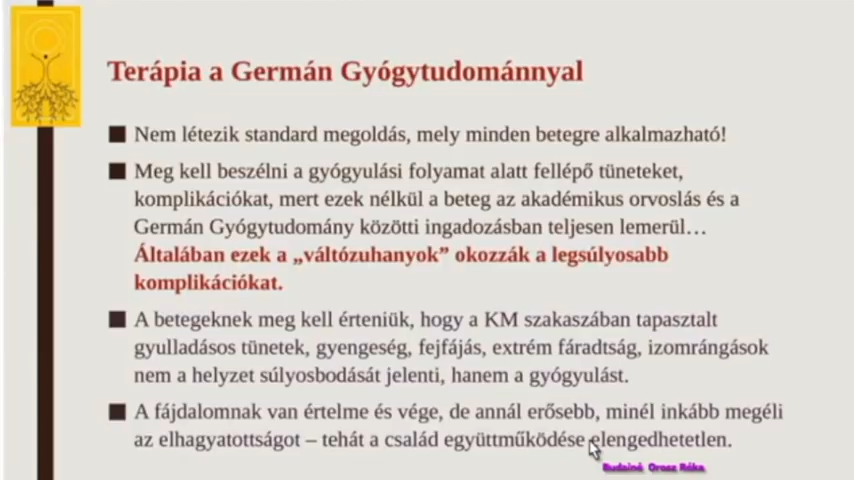 Terápia a Germán Gyógytudománnyal
Nem létezik standard megoldás, mely minden betegre alkalmazható!
Meg kell beszélni a gyógyulási folyamat alatt fellépő tüneteket,
komplikációkat, mert ezek nélkül a beteg az akadémikus orvoslás és a
Germán Gyógytudomány közötti ingadozásban teljesen lemerül…
Általában ezek a „váltózuhanyok” okozzák a legsúlyosabb
komplikációkat.
A betegeknek meg kell érteniük, hogy a KM szakaszában tapasztalt
gyulladásos tünetek, gyengeség, fejfájás, extrém fáradtság, izomrángások
nem a helyzet súlyosbodását jelenti, hanem a gyógyulást.
A fájdalomnak van értelme és vége, de annál erősebb, minél inkább megéli
az elhagyatottságot – tehát a család együttműködése elengedhetetlen.
Budainé Orosz Réka